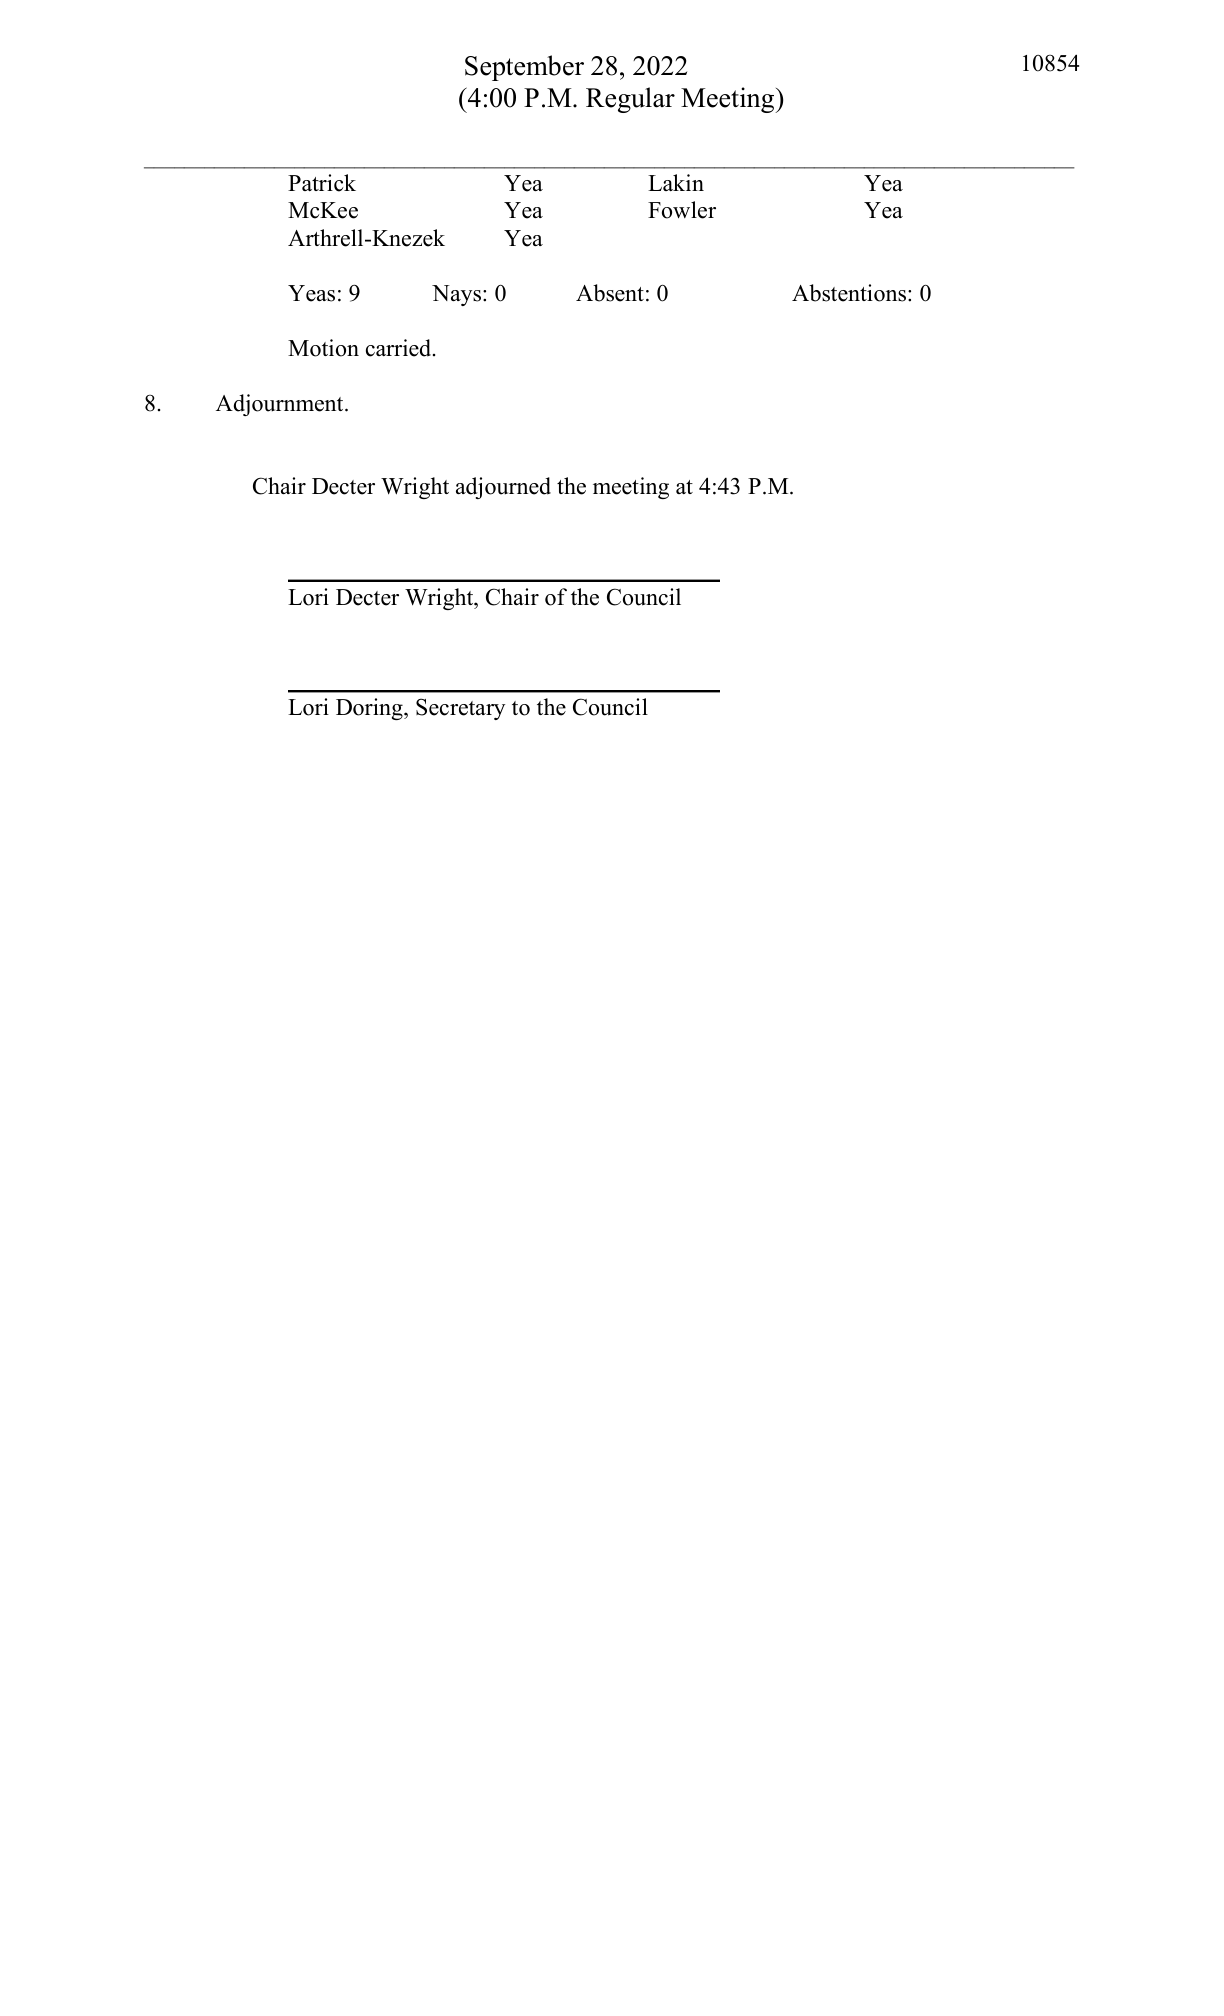 September 28, 2022 10854
(4:00 P.M. Regular Meeting)
Patrick Yea Lakin Yea
McKee Yea Fowler Yea
Arthrell-Knezek Yea
Yeas: 9 Nays: 0 Absent: 0 Abstentions: 0
Motion carried.
8. Adjournment.
Chair Decter Wright adjourned the meeting at 4:43 P.M.
Lori Decter Wright, Chair of the Council
Lori Doring, Secretary to the Council